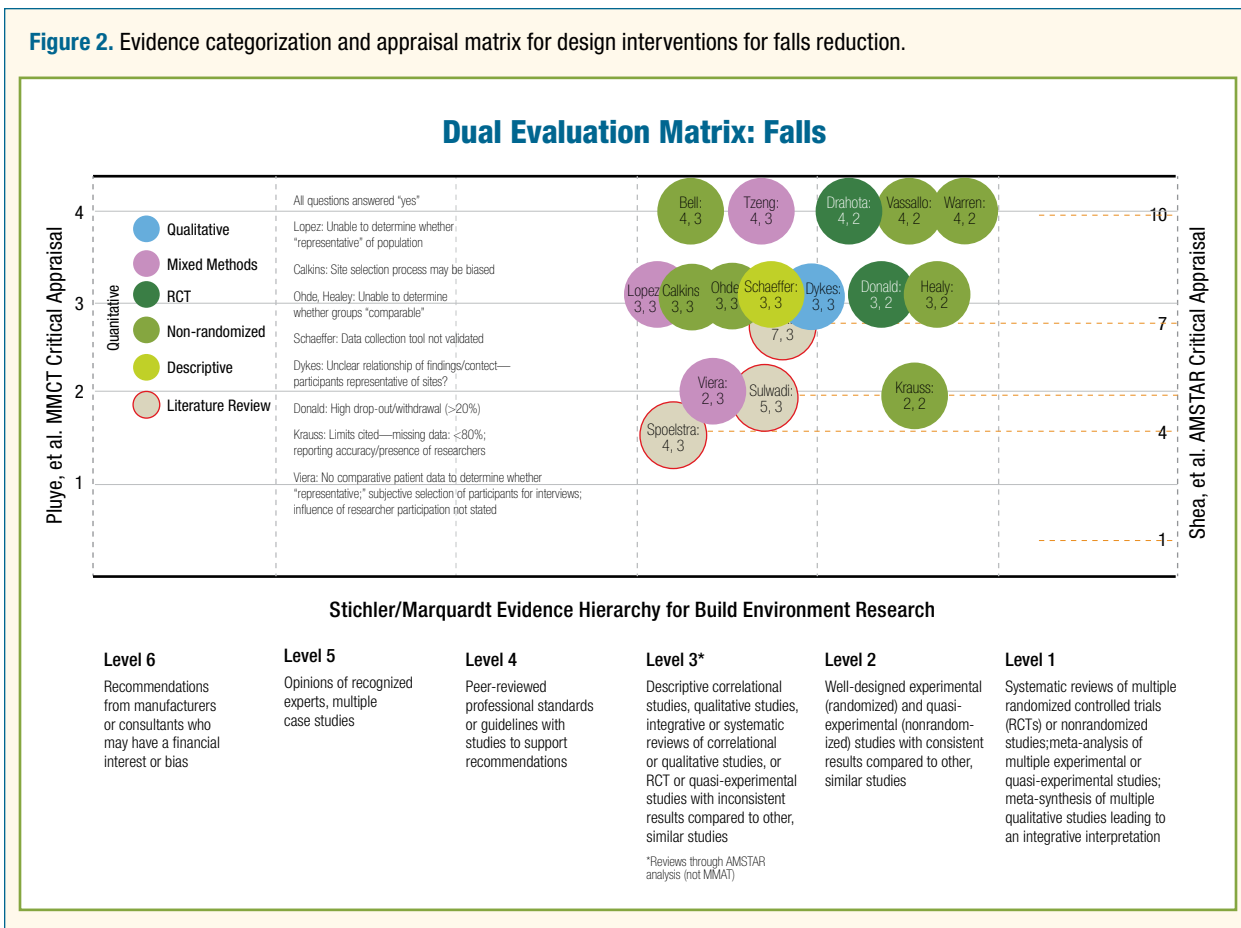 Figure 2. Evidence categorization and appraisal matrix for design interventions for falls reduction.
Dual Evaluation Matrix: Falls
Pluye, et al. MMCT Critical Appraisal
4
3
2
1
Quantitative
Qualitative
Mixed Methods
RCT
Non-randomized
Descriptive
Literature Review
All questions answered “yes”
Lopez: Unable to determine whether
“representative” of population
Calkins: Site selection process may be biased
Ohde, Healey: Unable to determine
whether groups “comparable”
Schaeffer: Data collection tool not validated
Dykes: Unclear relationship of findings/contect—
participants representative of sites?
Donald: High drop-out/withdrawal (>20%)
Krauss: Limits cited—missing data: <80%;
reporting accuracy/presence of researchers
Viera: No comparative patient data to determine whether
“representative;” subjective selection of participants for interviews;
influence of researcher participation not stated
Bell:
4, 3
Tzeng:
4, 3
Drahota:
4, 2
Vassallo:
4, 2
Warren:
4, 2
Lopez
3, 3
Calkins
3, 3
Ohde
3, 3
Schaeffer:
3, 3
Dykes:
3, 3
Donald:
3, 2
Healy:
3, 2
7, 3
Viera:
2, 3
Sulwadi:
5, 3
Krauss:
2, 2
Spoelstra:
4, 3
10
7
4
1
Shea, et al. AMSTAR Critical Appraisal
Stichler/Marquardt Evidence Hierarchy for Build Environment Research
Level 6
Recommendations
from manufacturers
or consultants who
may have a financial
interest or bias
Level 5
Opinions of recognized
experts, multiple
case studies
Level 4
Peer-reviewed
professional standards
or guidelines with
studies to support
recommendations
Level 3*
Descriptive correlational
studies, qualitative studies,
integrative or systematic
reviews of correlational
or qualitative studies, or
RCT or quasi-experimental
studies with inconsistent
results compared to other,
similar studies
*Reviews through AMSTAR
analysis (not MMAT)
Level 2
Well-designed experimental
(randomized) and quasi-
experimental (nonrandom-
ized) studies with consistent
results compared to other,
similar studies
Level 1
Systematic reviews of multiple
randomized controlled trials
(RCTs) or nonrandomized
studies;meta-analysis of
multiple experimental or
quasi-experimental studies;
meta-synthesis of multiple
qualitative studies leading to
an integrative interpretation